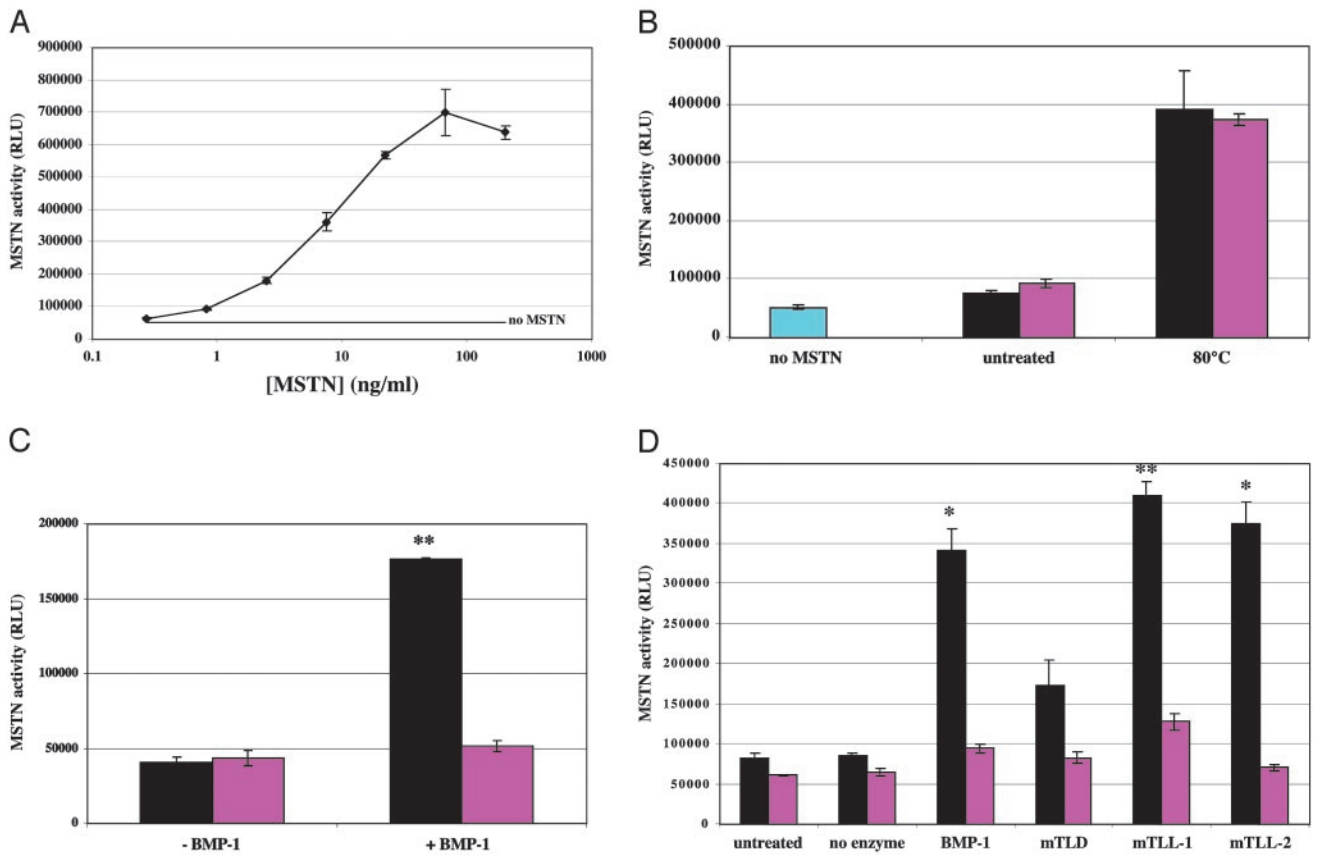 A
MSTN activity (RLU)
900000
800000
700000
600000
500000
400000
300000
200000
100000
0
no MSTN
0.1 1 10 100 1000
[MSTN] (ng/ml)
B
MSTN activity (RLU)
500000
400000
300000
200000
100000
0
no MSTN untreated 80°C
C
MSTN activity (RLU)
200000
150000
100000
50000
0
**
- BMP-1 + BMP-1
D
MSTN activity (RLU)
450000
400000
350000
300000
250000
200000
150000
100000
50000
0
* ** *
untreated no enzyme BMP-1 mTLD mTLL-1 mTLL-2